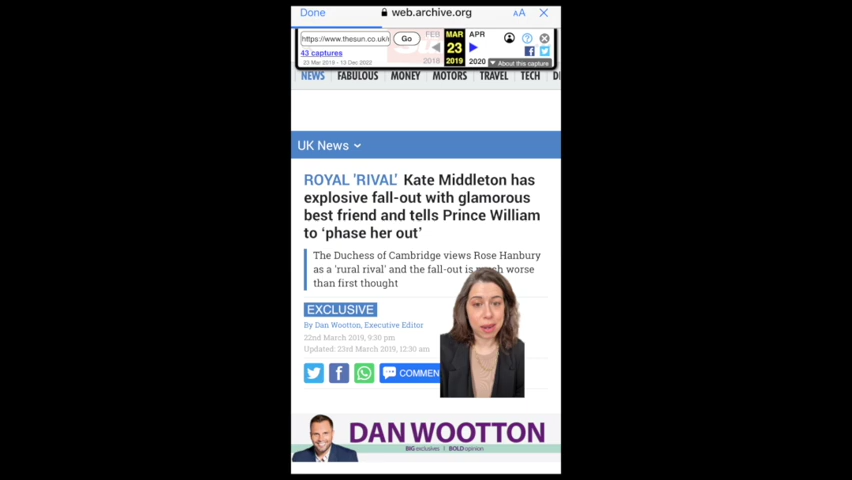 Done
web.archive.org
AA
https://www.thesun.co.uk/
Go
FEB
MAR
APR
43 captures
23
23 Mar 2019 - 13 Dec 2022
2018
2019
2020
About this capture
NEWS FABULOUS MONEY MOTORS TRAVEL TECH
UK News
ROYAL 'RIVAL' Kate Middleton has
explosive fall-out with glamorous
best friend and tells Prince William
to ‘phase her out’
The Duchess of Cambridge views Rose Hanbury
as a 'rural rival' and the fall-out is much worse
than first thought
EXCLUSIVE
By Dan Wootton, Executive Editor
22nd March 2019, 9:30 pm
Updated: 23rd March 2019, 12:30 am
COMMEN
DAN WOOTTON
BIG exclusives | BOLD opinion